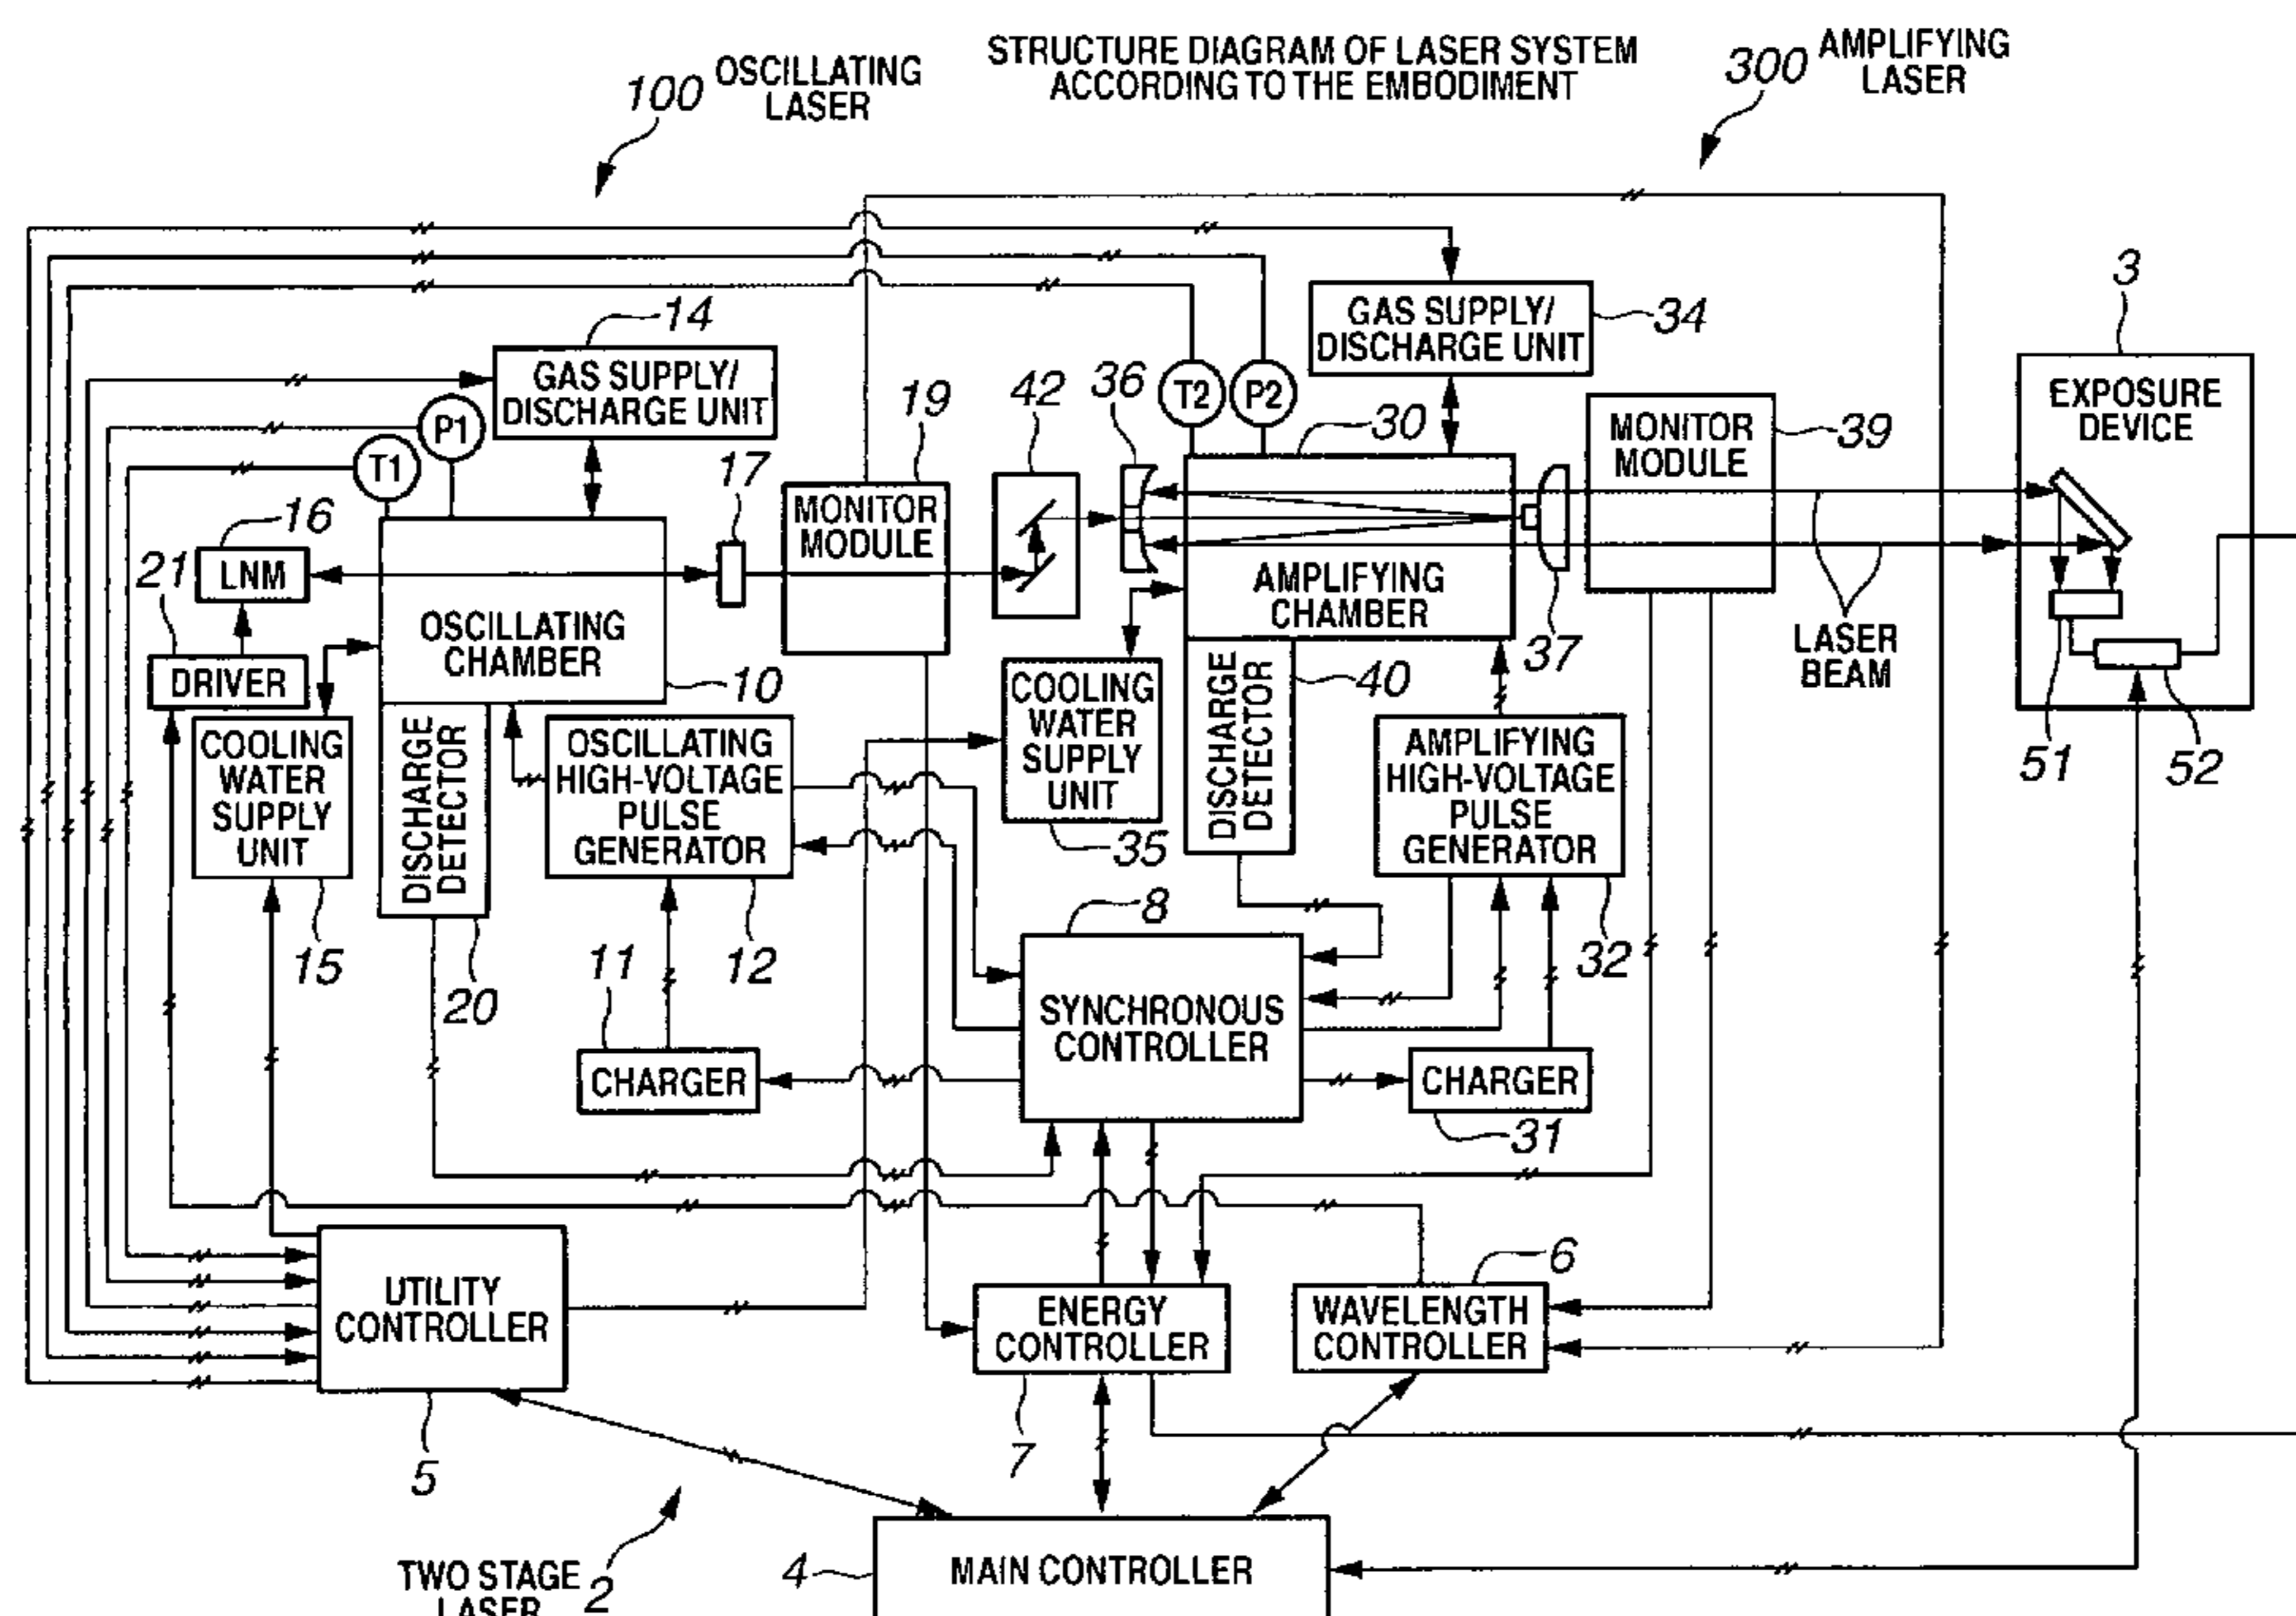 STRUCTURE DIAGRAM OF LASER SYSTEM
ACCORDING TO THE EMBODIMENT
100 OSCILLATING
LASER
300 AMPLIFYING
LASER
14
GAS SUPPLY/
DISCHARGE UNIT
P1
T1
16
LNM
21
DRIVER
OSCILLATING
CHAMBER
10
17
19
MONITOR
MODULE
42
36
T2
P2
30
GAS SUPPLY/
DISCHARGE UNIT
34
AMPLIFYING
CHAMBER
37
MONITOR
MODULE
39
LASER
BEAM
3
EXPOSURE
DEVICE
51
52
COOLING
WATER
SUPPLY
UNIT
15
DISCHARGE
DETECTOR
20
OSCILLATING
HIGH-VOLTAGE
PULSE
GENERATOR
12
11
CHARGER
COOLING
WATER
SUPPLY
UNIT
35
DISCHARGE
DETECTOR
40
AMPLIFYING
HIGH-VOLTAGE
PULSE
GENERATOR
32
8
SYNCHRONOUS
CONTROLLER
CHARGER
31
UTILITY
CONTROLLER
5
ENERGY
CONTROLLER
7
6
WAVELENGTH
CONTROLLER
TWO STAGE
LASER
2
4
MAIN CONTROLLER